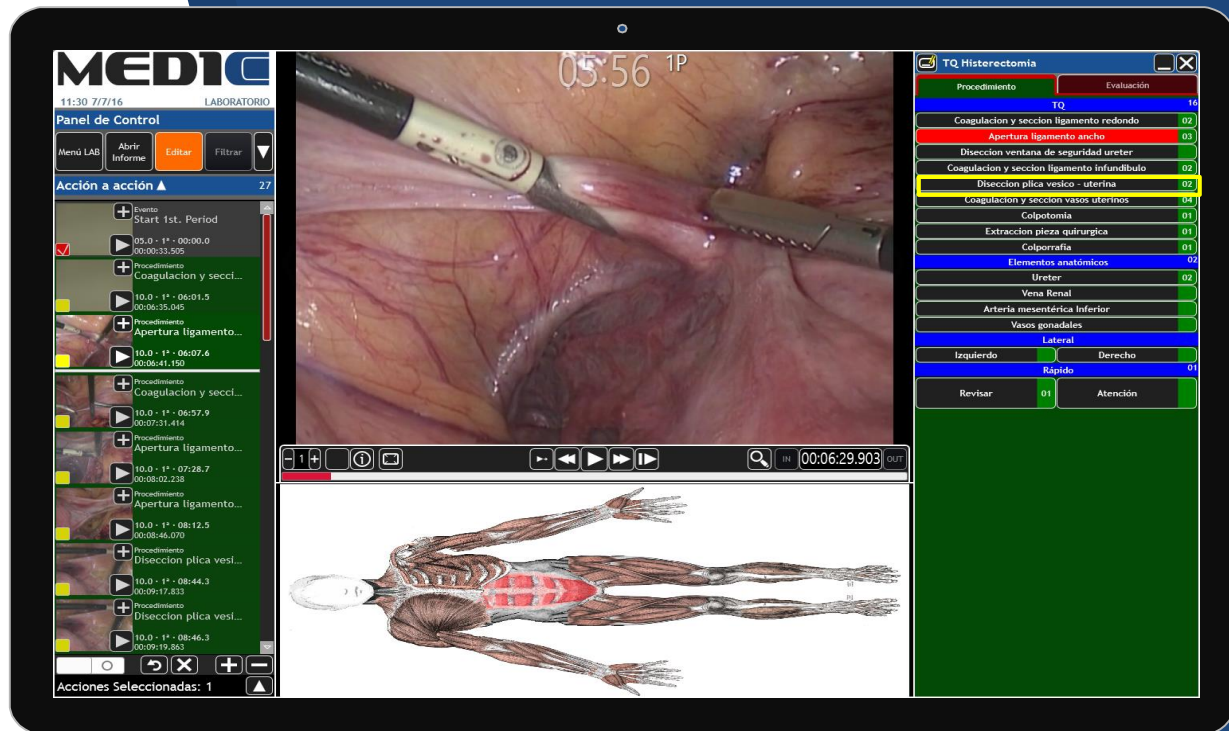 MEDIC
11:30 7/7/16 LABORATORIO
Panel de Control
Menú LAB
Abrir Informe
Editar
Filtrar
Acción a acción ▲ 27
Evento
Start 1st. Period
05.0 · 1ª · 00:00.0
00:00:33.505
Procedimiento
Coagulacion y secci...
10.0 · 1ª · 06:01.5
00:06:35.045
Procedimiento
Apertura ligamento...
10.0 · 1ª · 06:07.6
00:06:41.150
Procedimiento
Coagulacion y secci...
10.0 · 1ª · 06:57.9
00:07:31.414
Procedimiento
Apertura ligamento...
10.0 · 1ª · 07:28.7
00:08:02.238
Procedimiento
Apertura ligamento...
10.0 · 1ª · 08:12.5
00:08:46.070
Procedimiento
Diseccion plica vesi...
10.0 · 1ª · 08:44.3
00:09:17.833
Procedimiento
Diseccion plica vesi...
10.0 · 1ª · 08:46.3
00:09:19.863
Acciones Seleccionadas: 1
05:56 1P
1
IN 00:06:29.903 OUT
TQ Histerectomía
Procedimiento
Evaluación
TQ 16
Coagulacion y seccion ligamento redondo 02
Apertura ligamento ancho 03
Diseccion ventana de seguridad ureter
Coagulacion y seccion ligamento infundibulo 02
Diseccion plica vesico - uterina 02
Coagulacion y seccion vasos uterinos 04
Colpotomia 01
Extraccion pieza quirurgica 01
Colporrafia 01
Elementos anatómicos 02
Ureter 02
Vena Renal
Arteria mesentérica Inferior
Vasos gonadales
Lateral
Izquierdo
Derecho
Rápido 01
Revisar 01
Atención